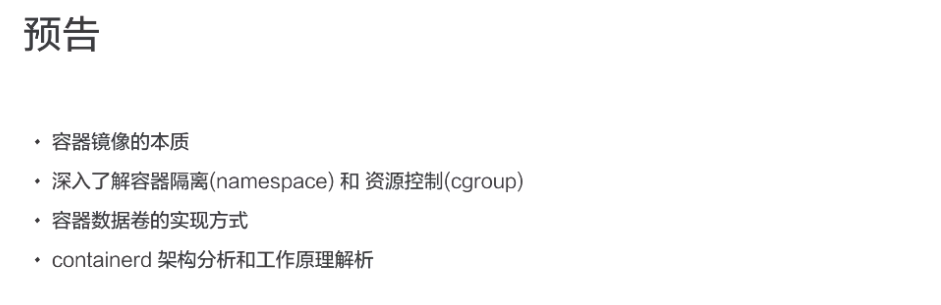 预告
• 容器镜像的本质
• 深入了解容器隔离(namespace) 和 资源控制(cgroup)
• 容器数据卷的实现方式
• containerd 架构分析和工作原理解析